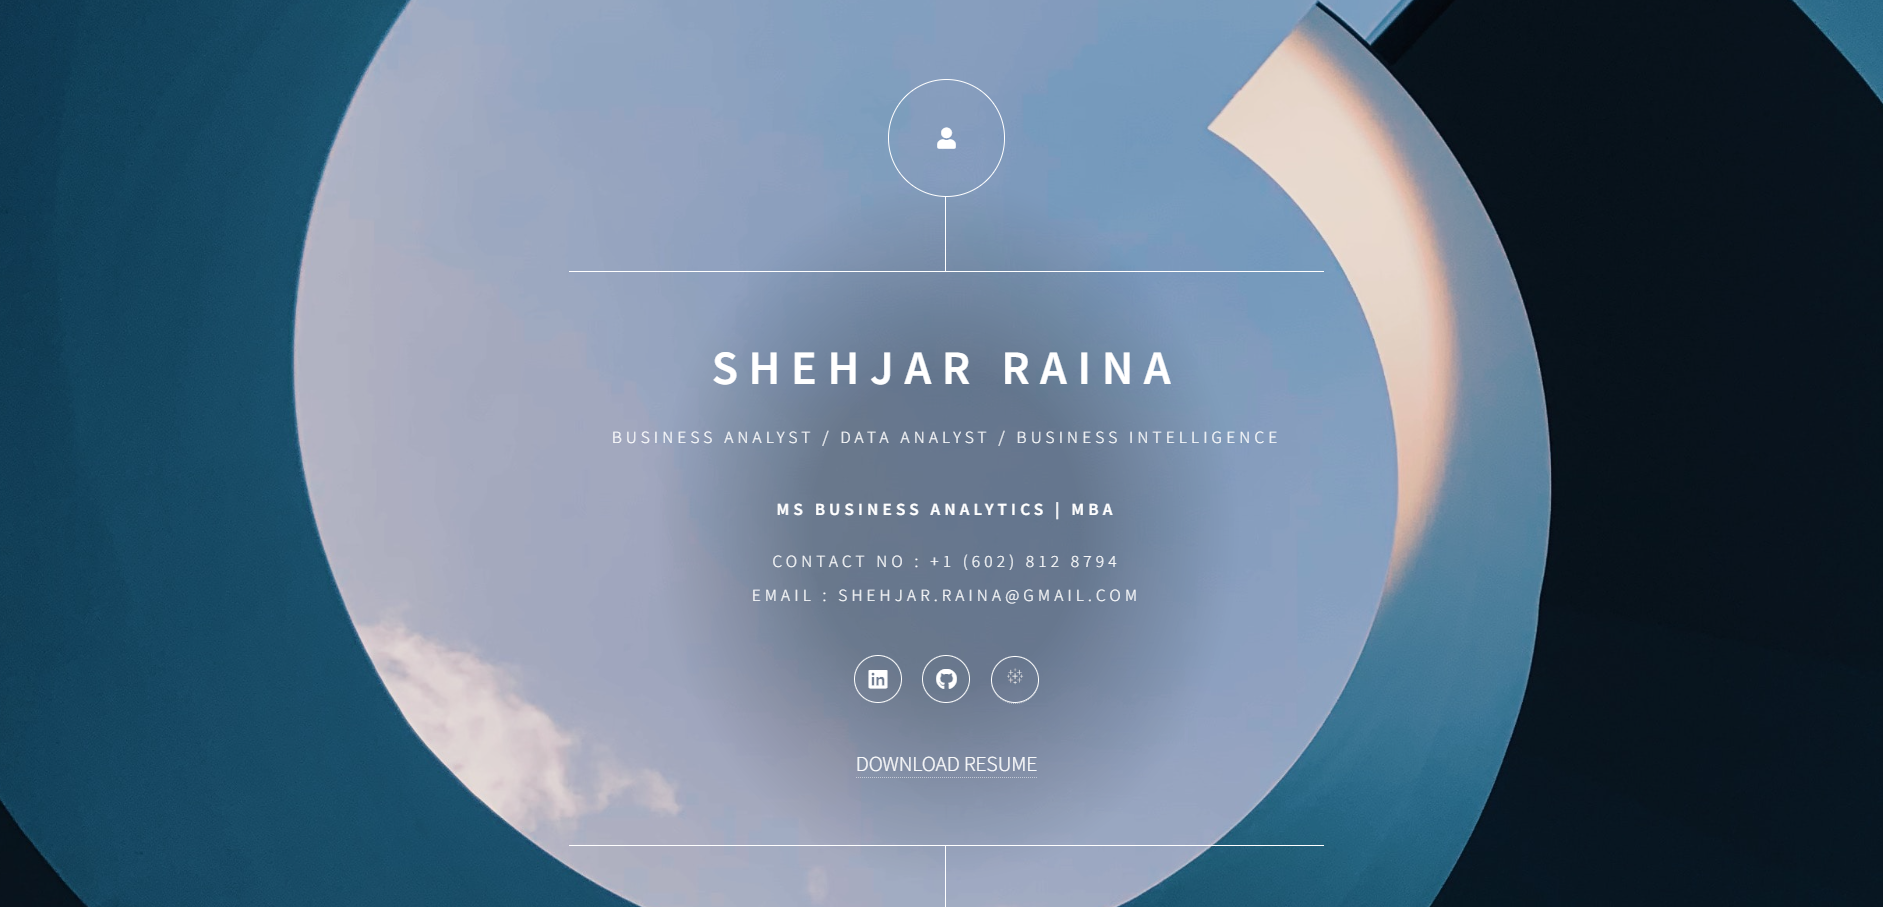 SHEHJAR RAINA
BUSINESS ANALYST / DATA ANALYST / BUSINESS INTELLIGENCE
MS BUSINESS ANALYTICS | MBA
CONTACT NO : +1 (602) 812 8794
EMAIL : SHEHJAR.RAINA@GMAIL.COM
in
DOWNLOAD RESUME